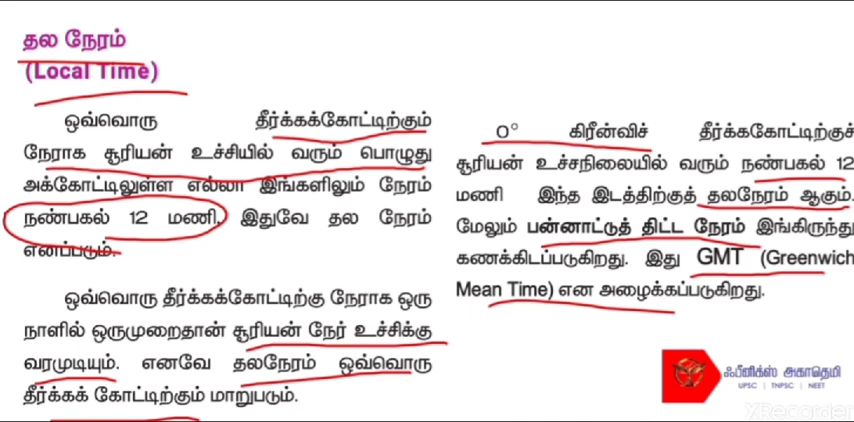 தல நேரம்
(Local Time)
ஒவ்வொரு தீர்க்கக்கோட்டிற்கும்
நேராக சூரியன் உச்சியில் வரும் பொழுது
அக்கோட்டிலுள்ள எல்லா இங்களிலும் நேரம்
நண்பகல் 12 மணி. இதுவே தல நேரம்
எனப்படும்.
ஒவ்வொரு தீர்க்கக்கோட்டிற்கு நேராக ஒரு
நாளில் ஒருமுறைதான் சூரியன் நேர் உச்சிக்கு
வரமுடியும். எனவே தலநேரம் ஒவ்வொரு
தீர்க்கக் கோட்டிற்கும் மாறுபடும்.
0° கிரீன்விச் தீர்க்ககோட்டிற்குச்
சூரியன் உச்சநிலையில் வரும் நண்பகல் 12
மணி இந்த இடத்திற்குத் தலநேரம் ஆகும்.
மேலும் பன்னாட்டுத் திட்ட நேரம் இங்கிருந்து
கணக்கிடப்படுகிறது. இது GMT (Greenwich
Mean Time) என அழைக்கப்படுகிறது.
ஃபீனிக்ஸ் அகாதெமி
UPSC | TNPSC | NEET
XRecorder